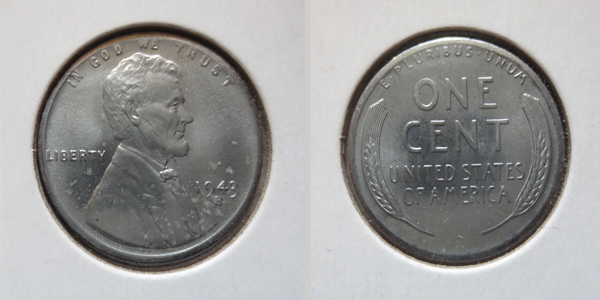 IN GOD WE TRUST
LIBERTY
1943
S
E·PLURIBUS·UNUM
ONE
CENT
UNITED STATES
OF AMERICA